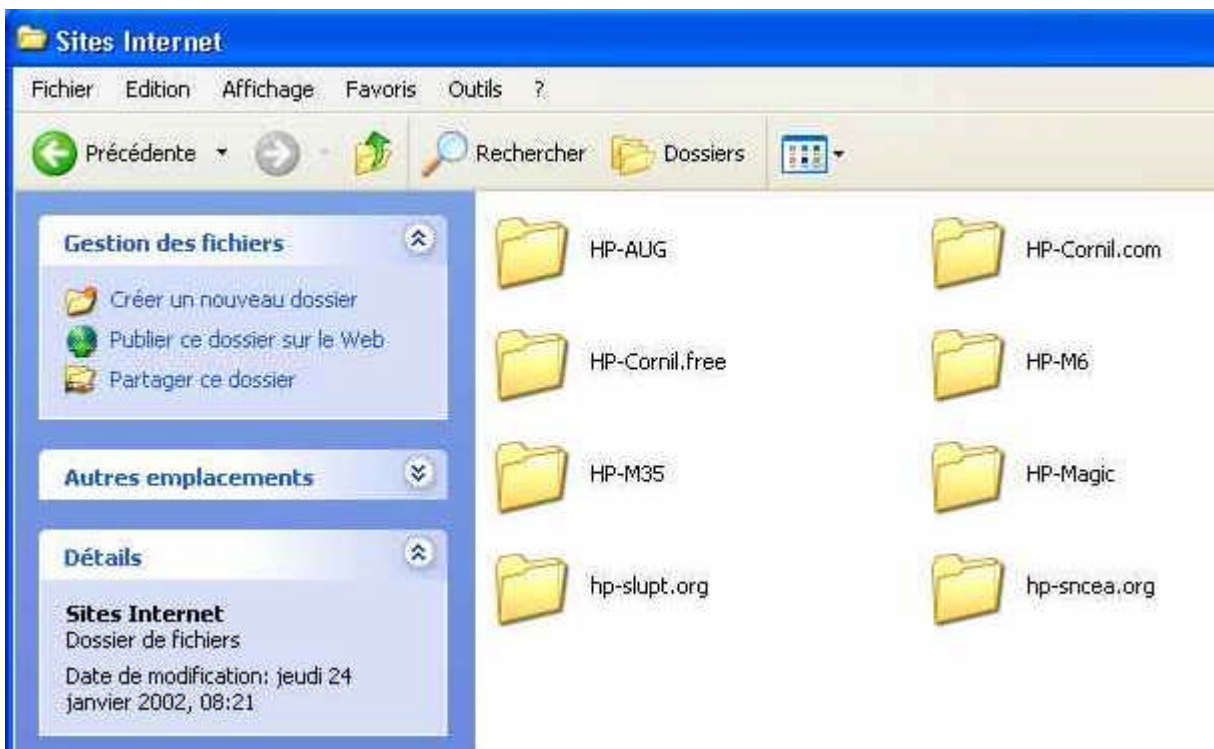 Sites Internet
Fichier Edition Affichage Favoris Outils ?
Précédente Rechercher Dossiers
Gestion des fichiers
Créer un nouveau dossier
Publier ce dossier sur le Web
Partager ce dossier
Autres emplacements
Détails
Sites Internet
Dossier de fichiers
Date de modification: jeudi 24
janvier 2002, 08:21
HP-AUG HP-Cornil.com
HP-Cornil.free HP-M6
HP-M35 HP-Magic
hp-slupt.org hp-sncea.org